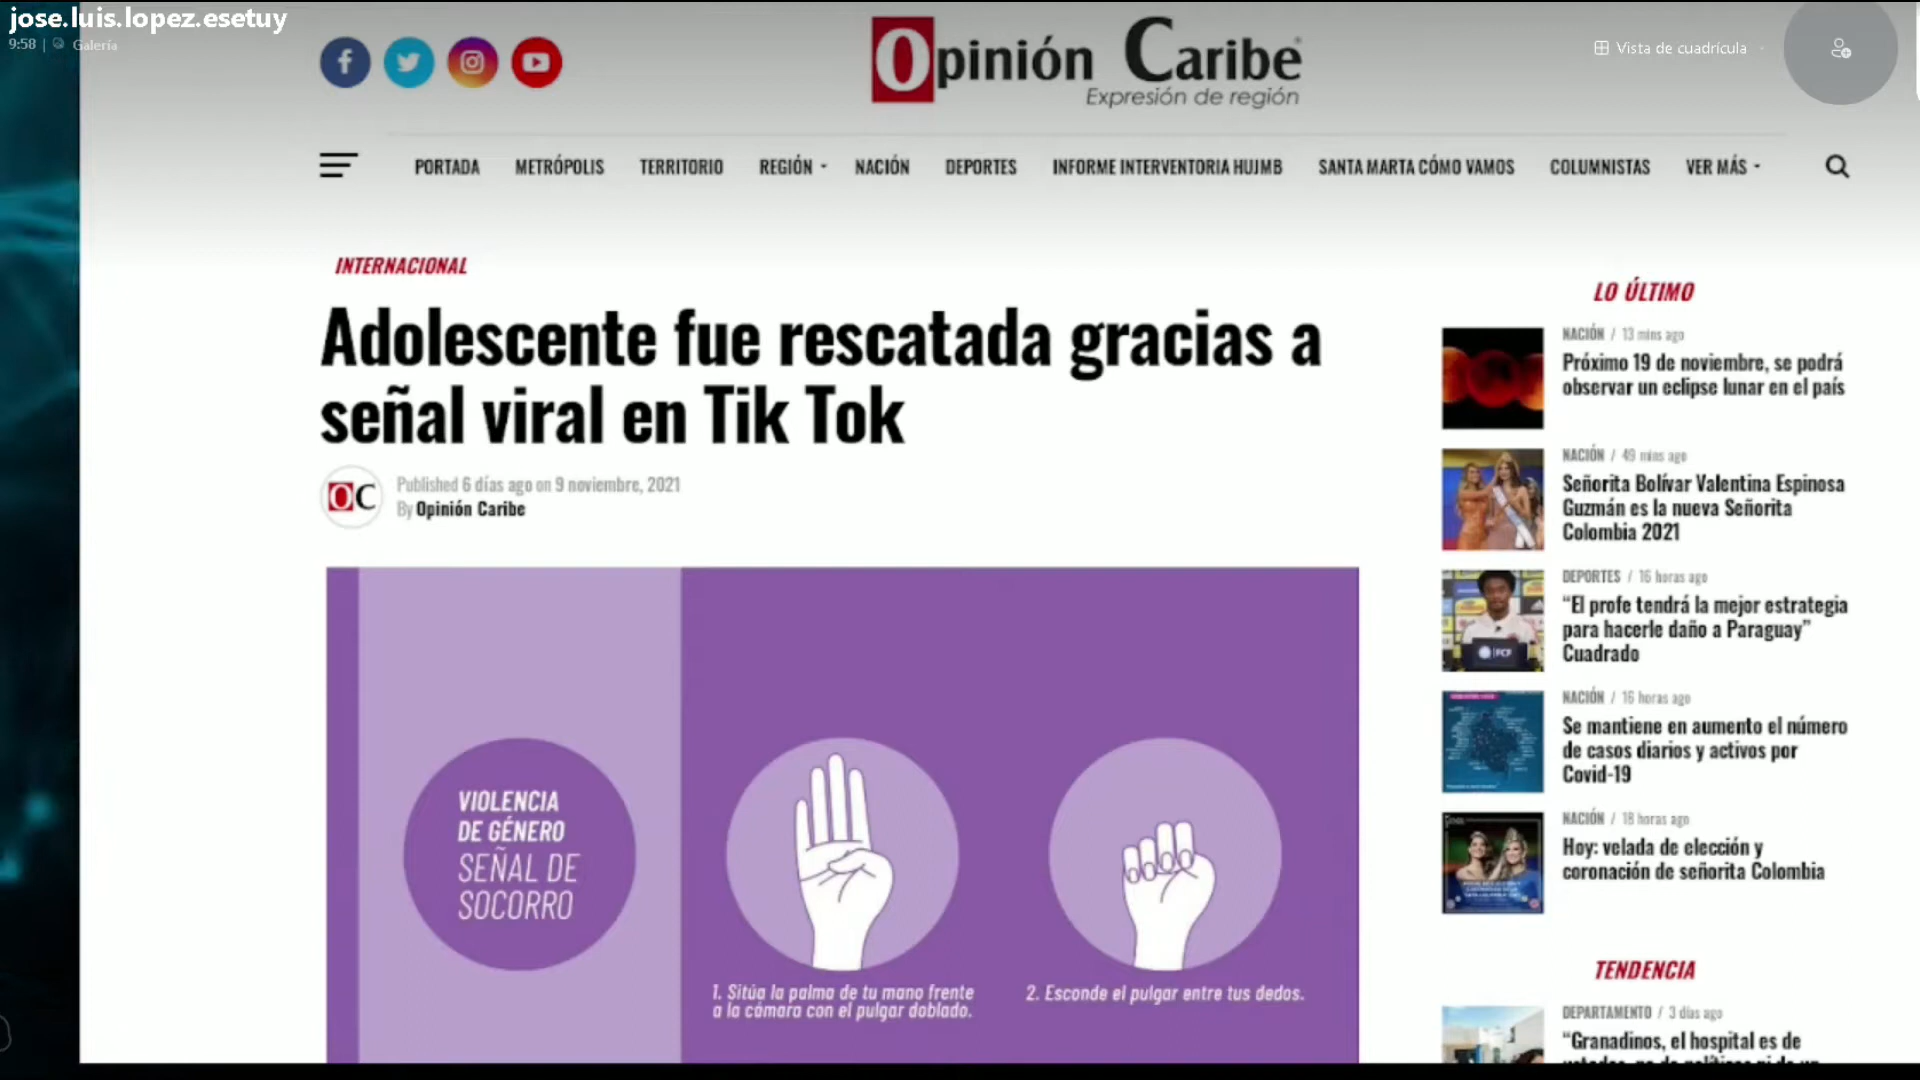 jose.luis.lopez.esetuy
9:58 | Galería
Vista de cuadrícula
Opinión Caribe
Expresión de región
PORTADA METRÓPOLIS TERRITORIO REGIÓN NACIÓN DEPORTES INFORME INTERVENTORIA HUJMB SANTA MARTA CÓMO VAMOS COLUMNISTAS VER MÁS
INTERNACIONAL
Adolescente fue rescatada gracias a
señal viral en Tik Tok
OC
Published 6 días ago on 9 noviembre, 2021
By Opinión Caribe
VIOLENCIA
DE GÉNERO
SEÑAL DE
SOCORRO
1. Sitúa la palma de tu mano frente
a la cámara con el pulgar doblado.
2. Esconde el pulgar entre tus dedos.
LO ÚLTIMO
NACIÓN / 13 mins ago
Próximo 19 de noviembre, se podrá
observar un eclipse lunar en el país
NACIÓN / 49 mins ago
Señorita Bolívar Valentina Espinosa
Guzmán es la nueva Señorita
Colombia 2021
DEPORTES / 16 horas ago
“El profe tendrá la mejor estrategia
para hacerle daño a Paraguay”
Cuadrado
FCF
NACIÓN / 16 horas ago
Se mantiene en aumento el número
de casos diarios y activos por
Covid-19
NACIÓN / 18 horas ago
Hoy: velada de elección y
coronación de señorita Colombia
TENDENCIA
DEPARTAMENTO / 3 días ago
“Granadinos, el hospital es de